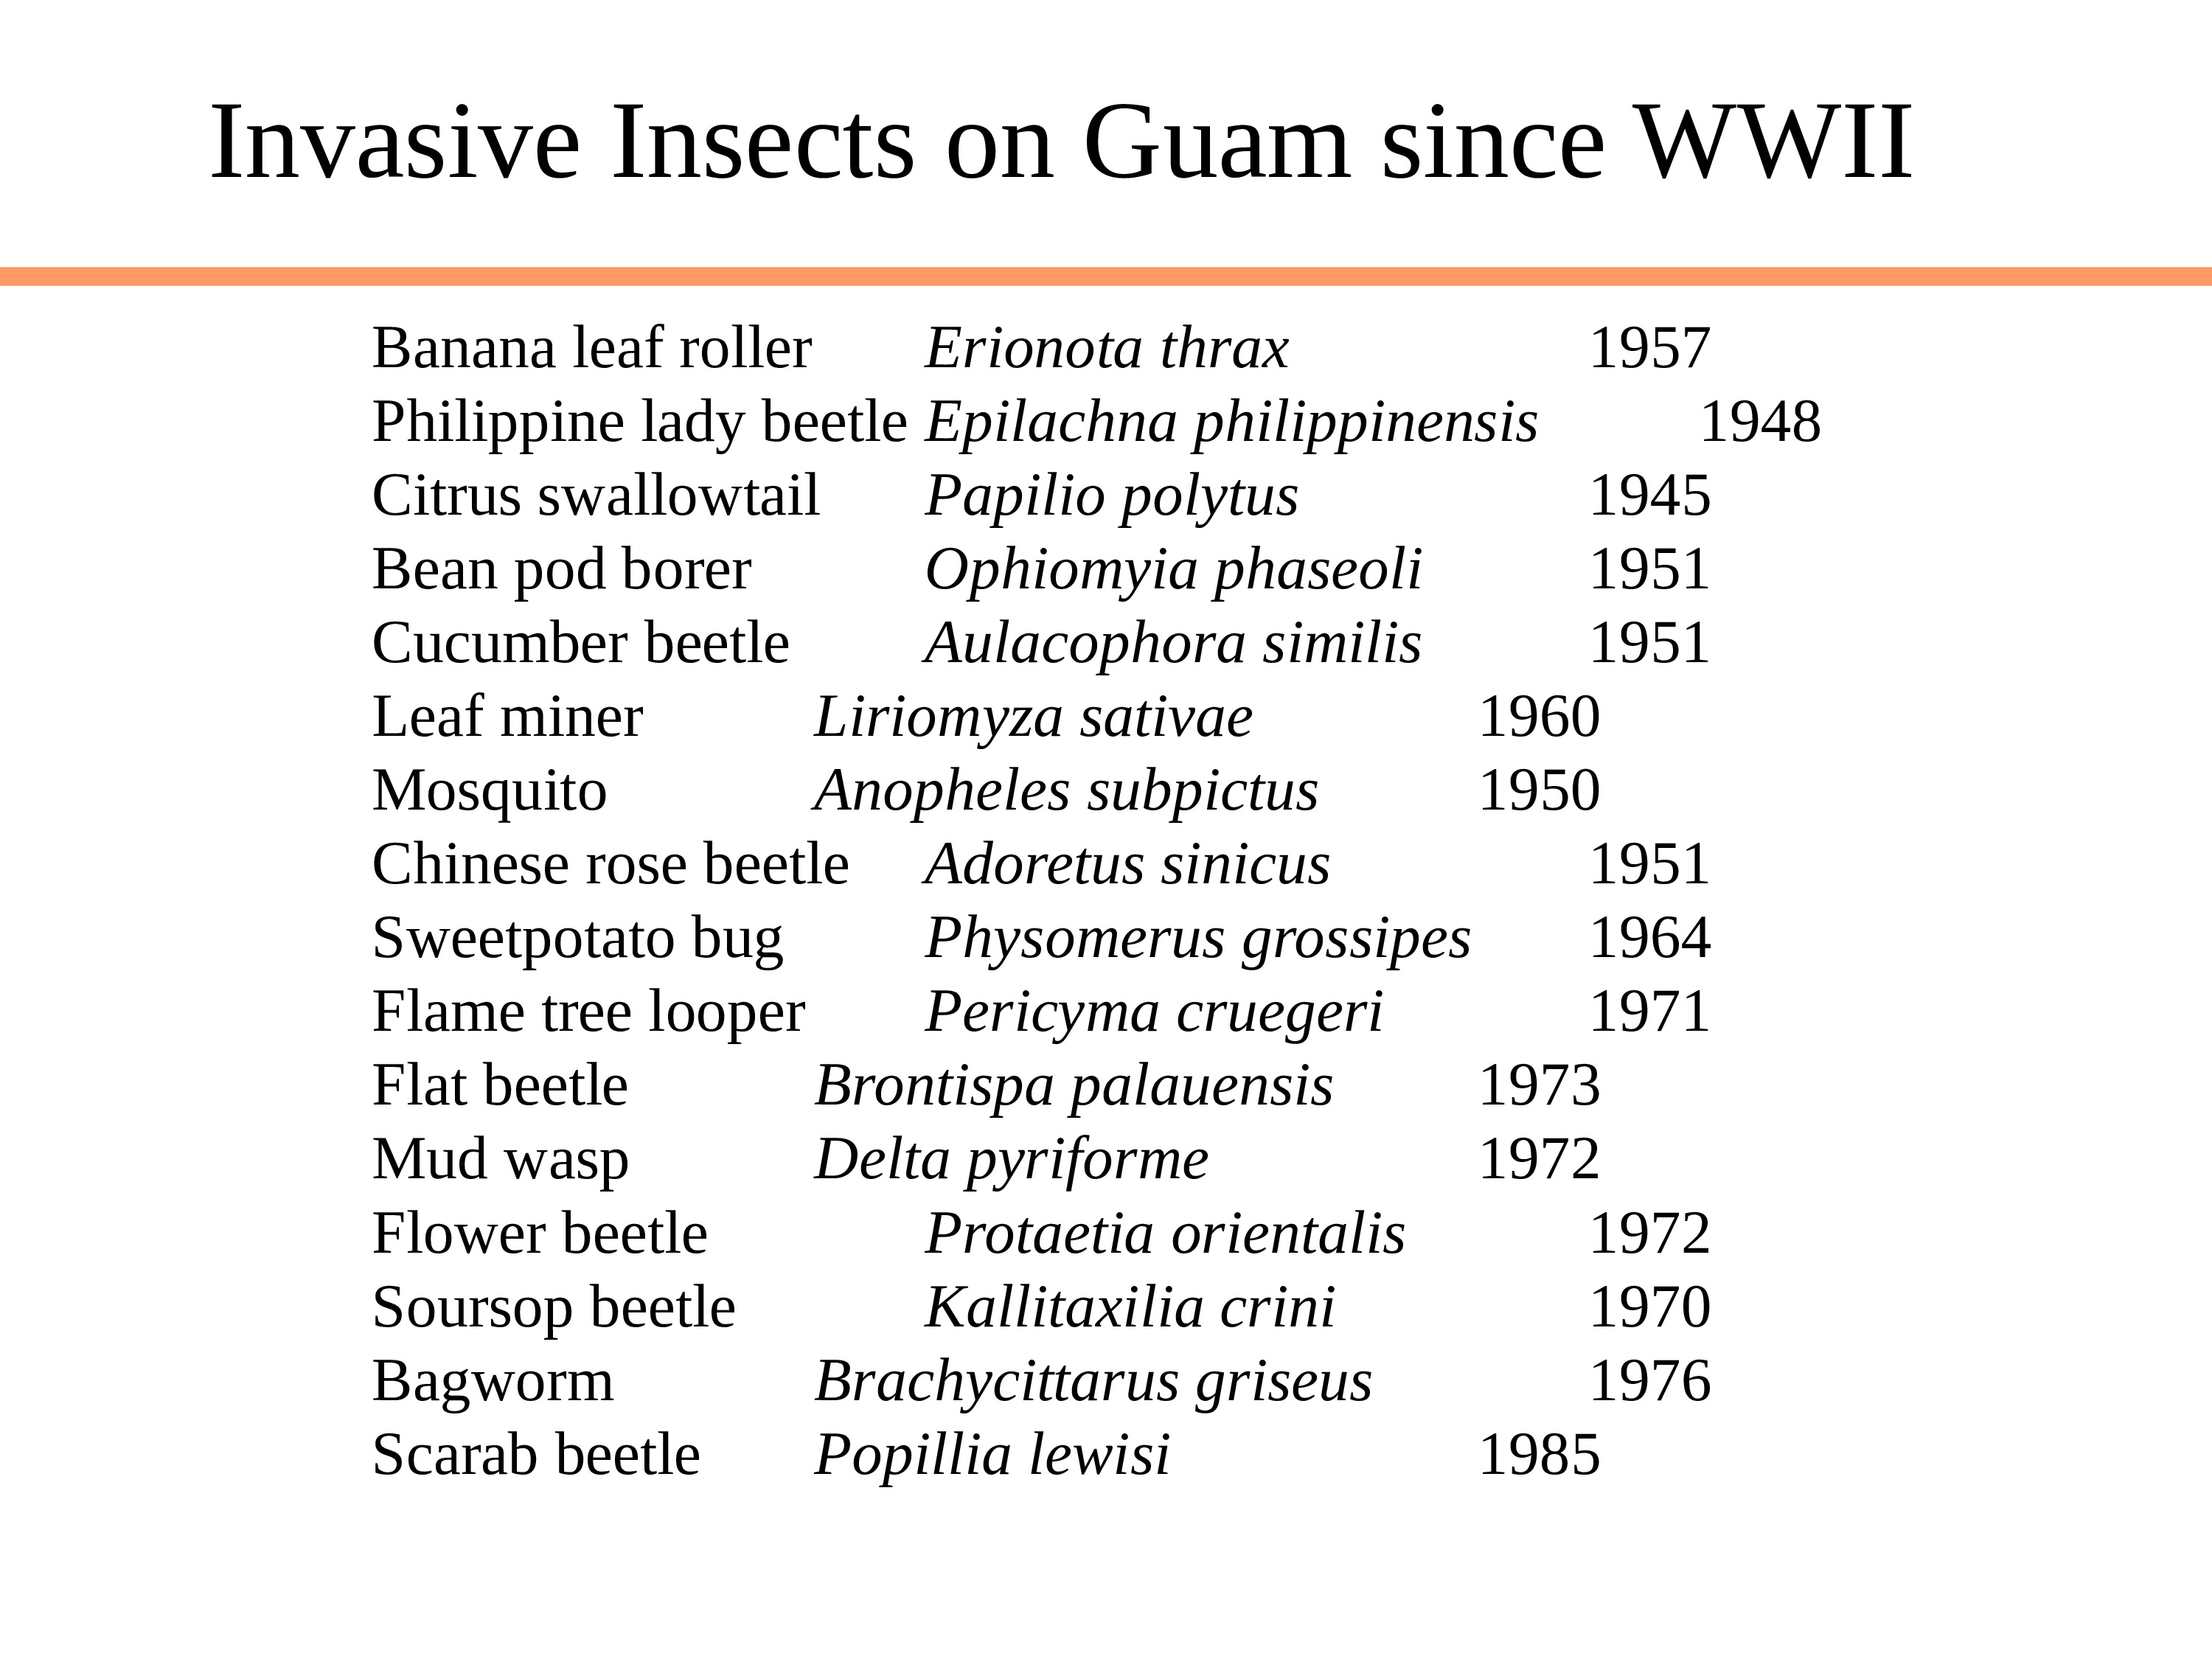 Invasive Insects on Guam since WWII
Banana leaf roller Erionota thrax 1957
Philippine lady beetle Epilachna philippinensis 1948
Citrus swallowtail Papilio polytus 1945
Bean pod borer Ophiomyia phaseoli 1951
Cucumber beetle Aulacophora similis 1951
Leaf miner Liriomyza sativae 1960
Mosquito Anopheles subpictus 1950
Chinese rose beetle Adoretus sinicus 1951
Sweetpotato bug Physomerus grossipes 1964
Flame tree looper Pericyma cruegeri 1971
Flat beetle Brontispa palauensis 1973
Mud wasp Delta pyriforme 1972
Flower beetle Protaetia orientalis 1972
Soursop beetle Kallitaxilia crini 1970
Bagworm Brachycittarus griseus 1976
Scarab beetle Popillia lewisi 1985